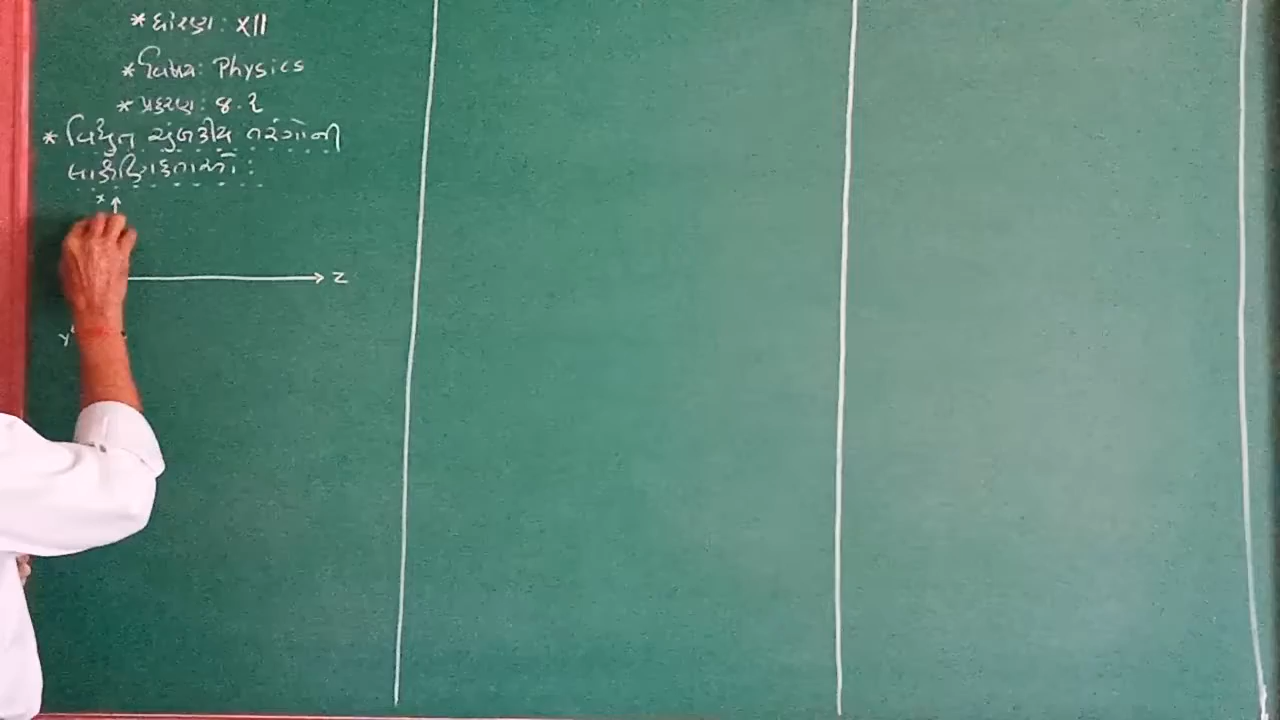 * ધોરણ: XII
* વિષય: Physics
* પ્રકરણ: ૪.૨
* વિદ્યુત ચુંબકીય તરંગોની
લાક્ષણિકતાઓ:
x
z
y